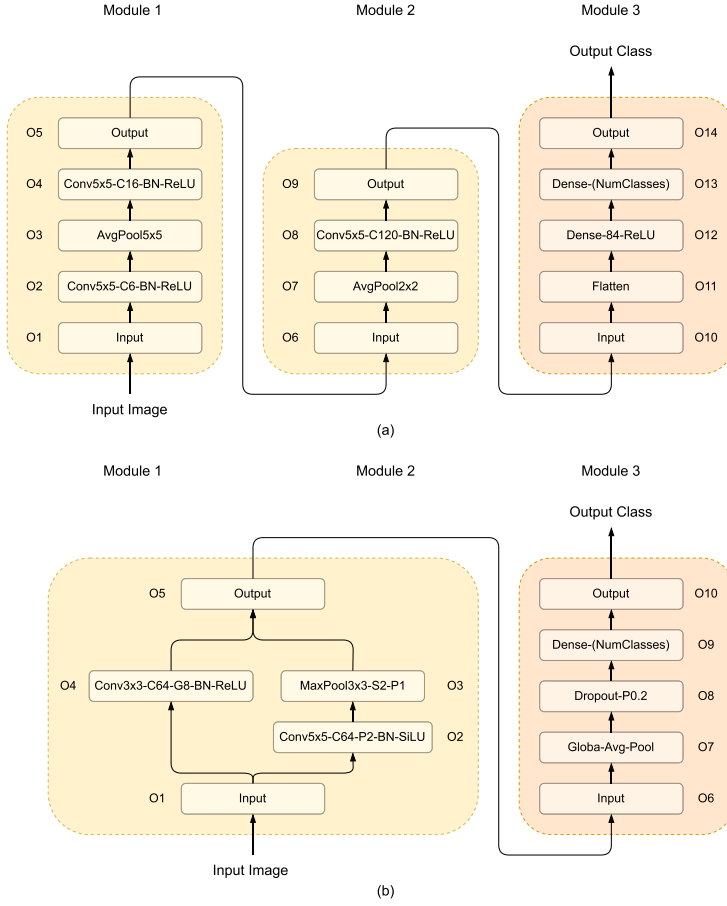 Module 1
Module 2
Module 3
Output Class
O5
Output
O4
Conv5x5-C16-BN-ReLU
O3
AvgPool5x5
O2
Conv5x5-C6-BN-ReLU
O1
Input
Input Image
O9
Output
O8
Conv5x5-C120-BN-ReLU
O7
AvgPool2x2
O6
Input
Output
O14
Dense-(NumClasses)
O13
Dense-84-ReLU
O12
Flatten
O11
Input
O10
(a)
Module 1
Module 2
Module 3
Output Class
O5
Output
O4
Conv3x3-C64-G8-BN-ReLU
MaxPool3x3-S2-P1
O3
Conv5x5-C64-P2-BN-SiLU
O2
O1
Input
Input Image
Output
O10
Dense-(NumClasses)
O9
Dropout-P0.2
O8
Globa-Avg-Pool
O7
Input
O6
(b)